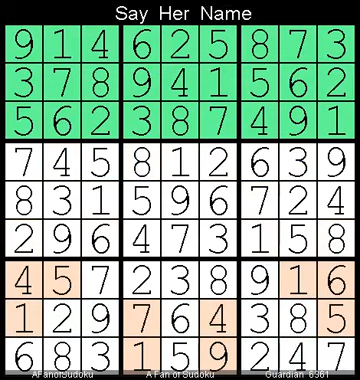 Say Her Name
9 1 4 6 2 5 8 7 3
3 7 8 9 4 1 5 6 2
5 6 2 3 8 7 4 9 1
7 4 5 8 1 2 6 3 9
8 3 1 5 9 6 7 2 4
2 9 6 4 7 3 1 5 8
4 5 7 2 3 8 9 1 6
1 2 9 7 6 4 3 8 5
6 8 3 1 5 9 2 4 7
AFanofSudoku A Fan of Sudoku Guardian 6361